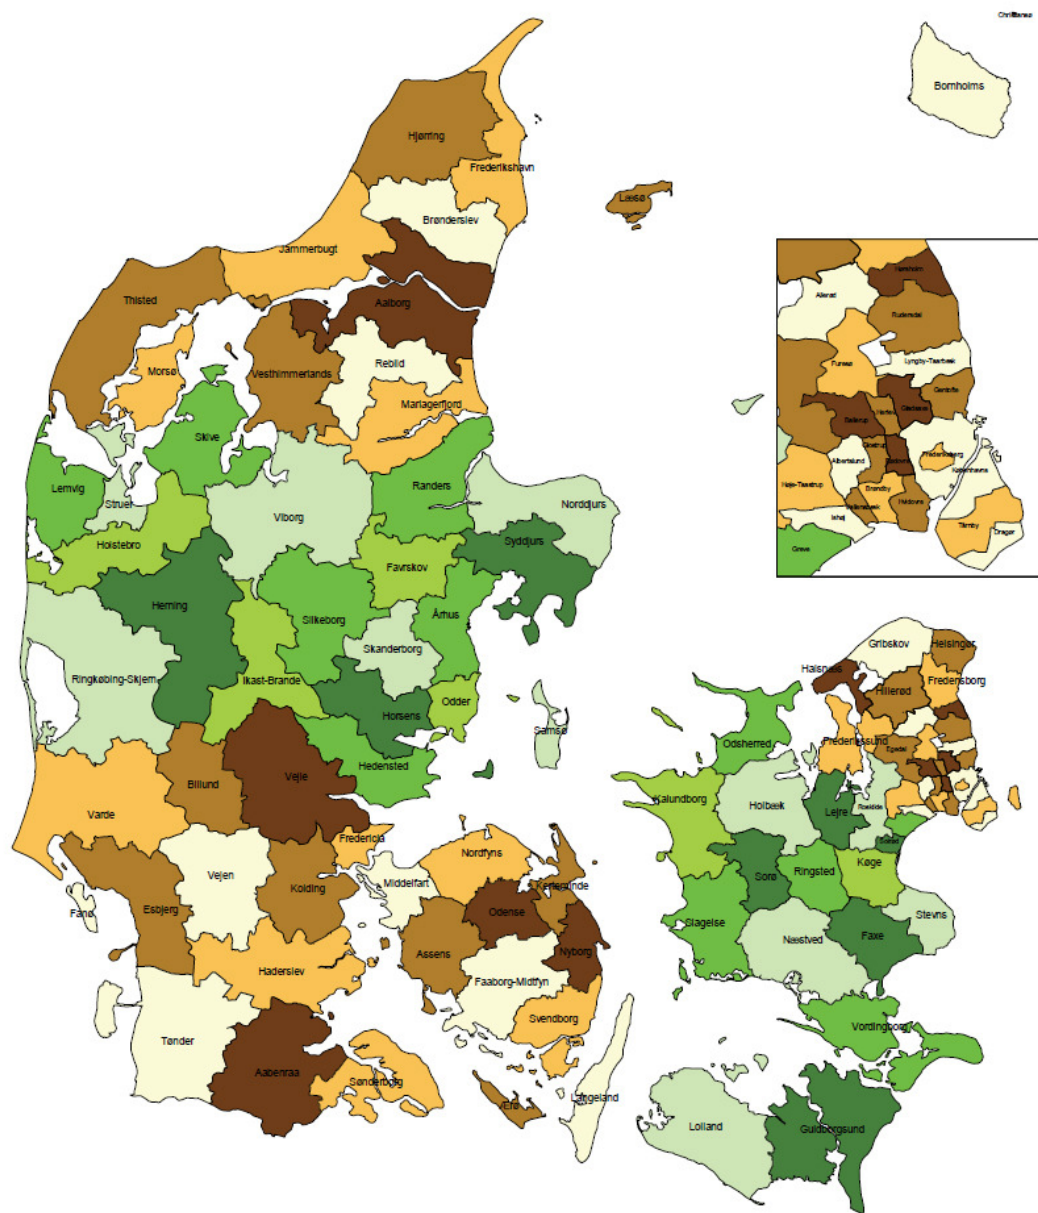 Christiansø
Bornholms
Hjørring
Frederikshavn
Læsø
Brønderslev
Jammerbugt
Thisted
Aalborg
Rebild
Morsø
Vesthimmerlands
Mariagerfjord
Skive
Lemvig
Struer
Randers
Norddjurs
Viborg
Holstebro
Syddjurs
Favrskov
Herning
Silkeborg
Århus
Skanderborg
Ringkøbing-Skjern
Ikast-Brande
Odder
Horsens
Samsø
Hedensted
Vejle
Billund
Varde
Fredericia
Nordfyns
Vejen
Kolding
Middelfart
Kerteminde
Esbjerg
Fanø
Odense
Nyborg
Assens
Haderslev
Faaborg-Midtfyn
Svendborg
Tønder
Aabenraa
Sønderborg
Ærø
Langeland
Hørsholm
Allerød
Rudersdal
Lyngby-Taarbæk
Furesø
Gentofte
Gladsaxe
Ballerup
Herlev
Glostrup
Rødovre
Frederiksberg
Albertslund
Københavns
Høje-Taastrup
Brøndby
Vallensbæk
Hvidovre
Ishøj
Tårnby
Dragør
Greve
Gribskov
Helsingør
Halsnæs
Hillerød
Fredensborg
Odsherred
Frederikssund
Egedal
Kalundborg
Holbæk
Lejre
Roskilde
Solrød
Køge
Sorø
Ringsted
Slagelse
Stevns
Næstved
Faxe
Vordingborg
Lolland
Guldborgsund